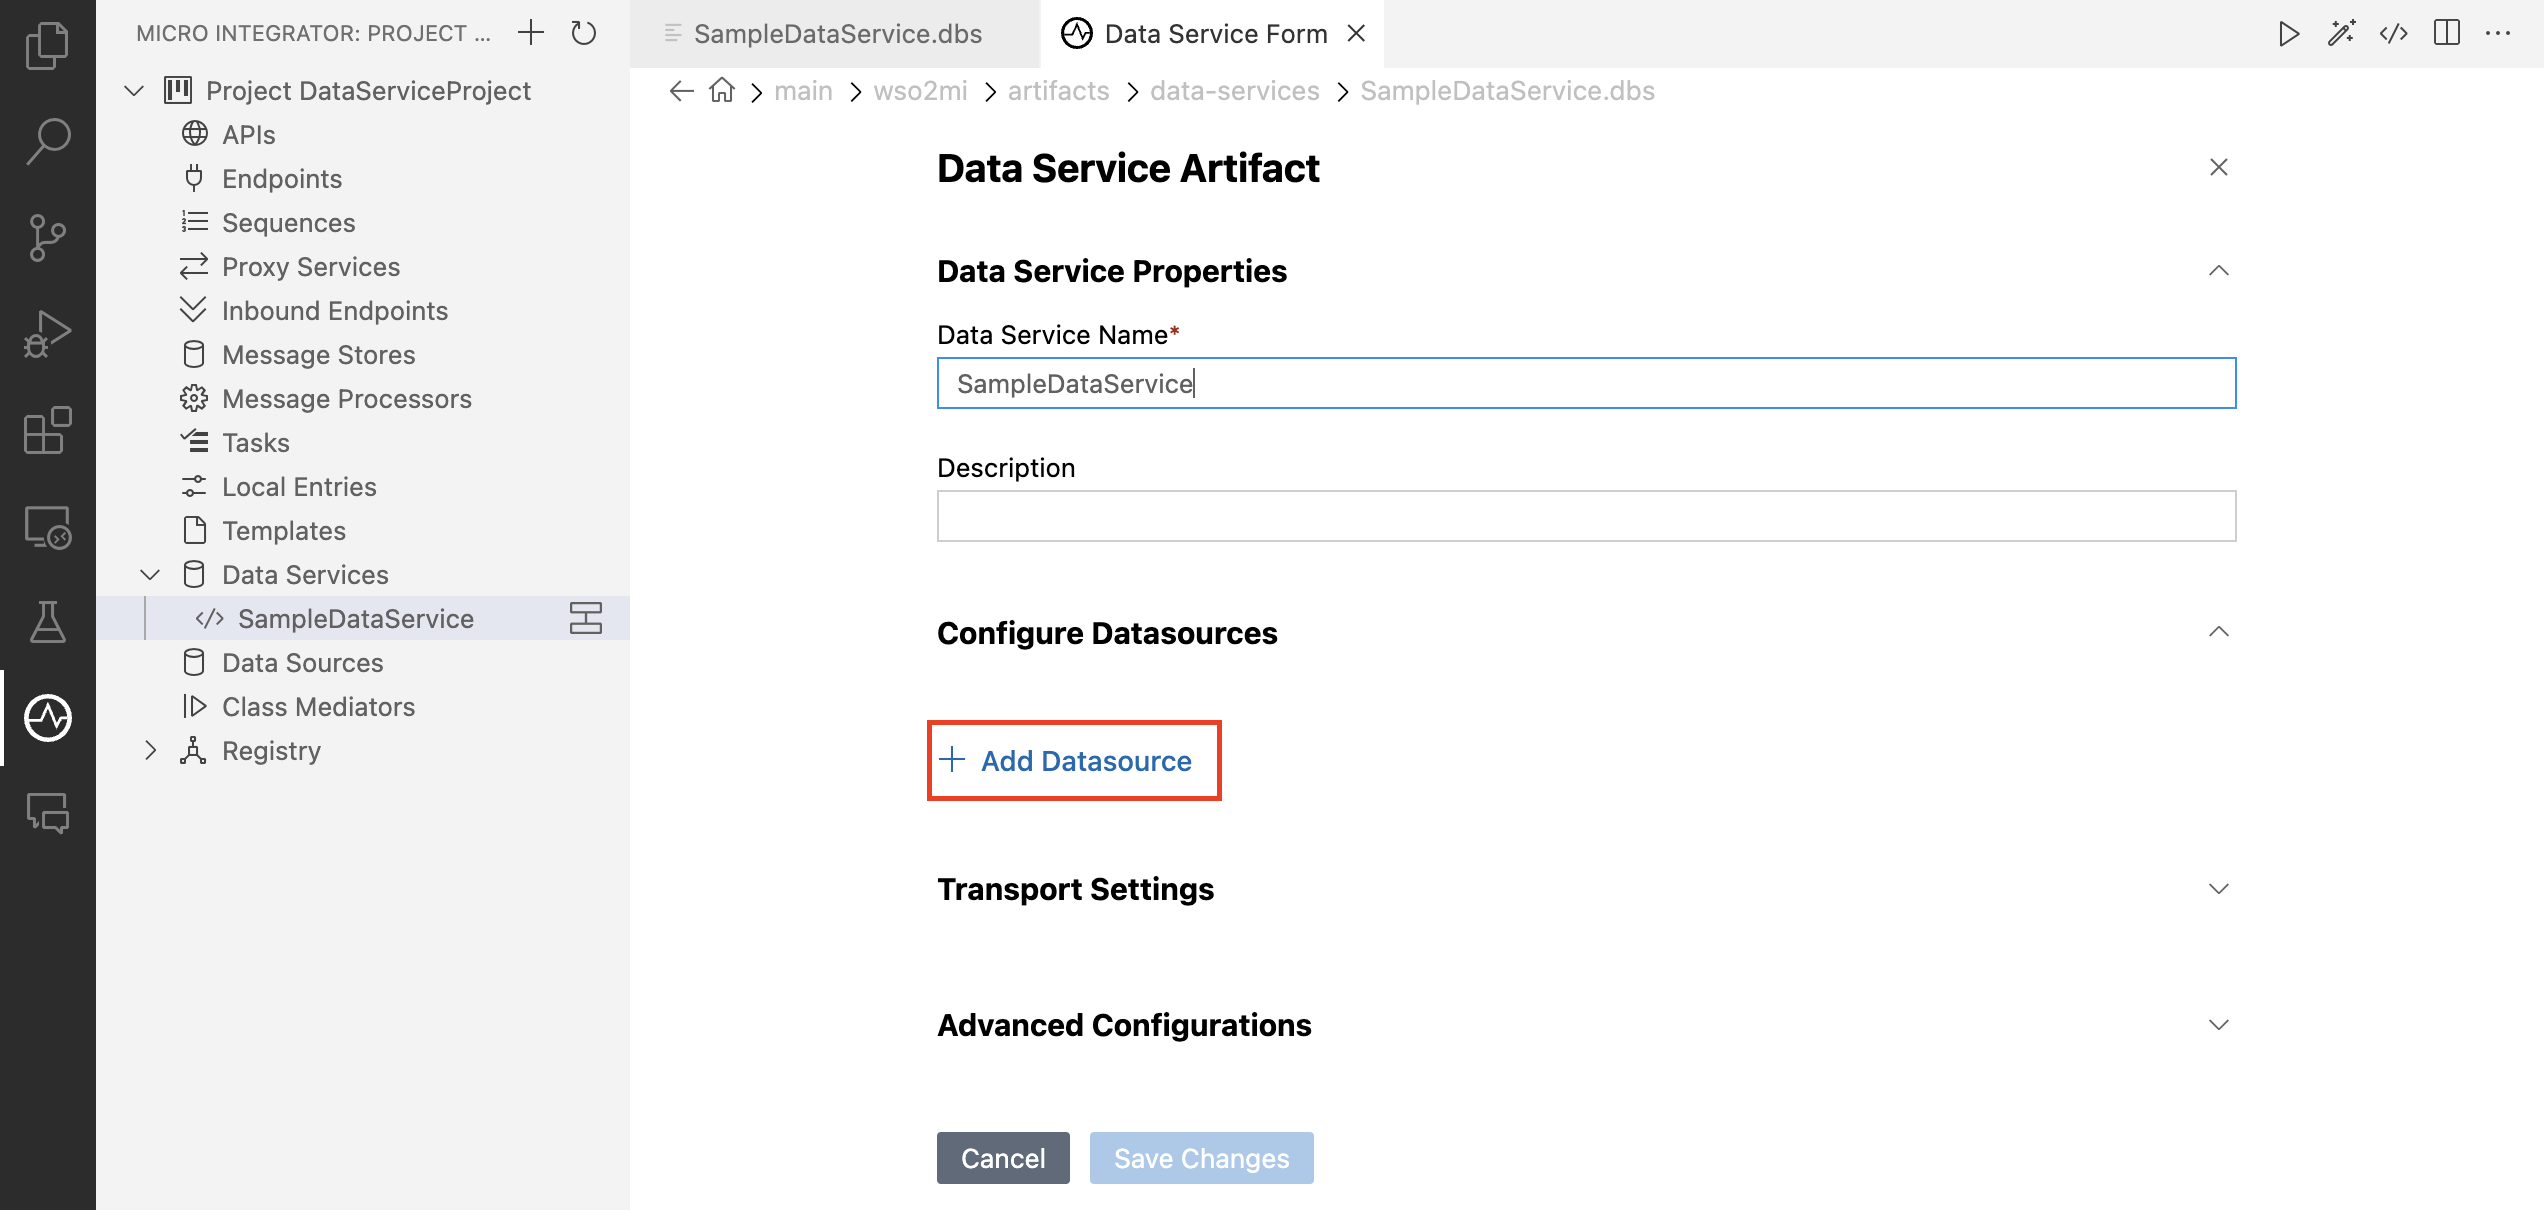 MICRO INTEGRATOR: PROJECT ...
Project DataServiceProject
APIs
Endpoints
Sequences
Proxy Services
Inbound Endpoints
Message Stores
Message Processors
Tasks
Local Entries
Templates
Data Services
SampleDataService
Data Sources
Class Mediators
Registry
SampleDataService.dbs
Data Service Form
main > wso2mi > artifacts > data-services > SampleDataService.dbs
Data Service Artifact
Data Service Properties
Data Service Name*
SampleDataService
Description
Configure Datasources
Add Datasource
Transport Settings
Advanced Configurations
Cancel
Save Changes